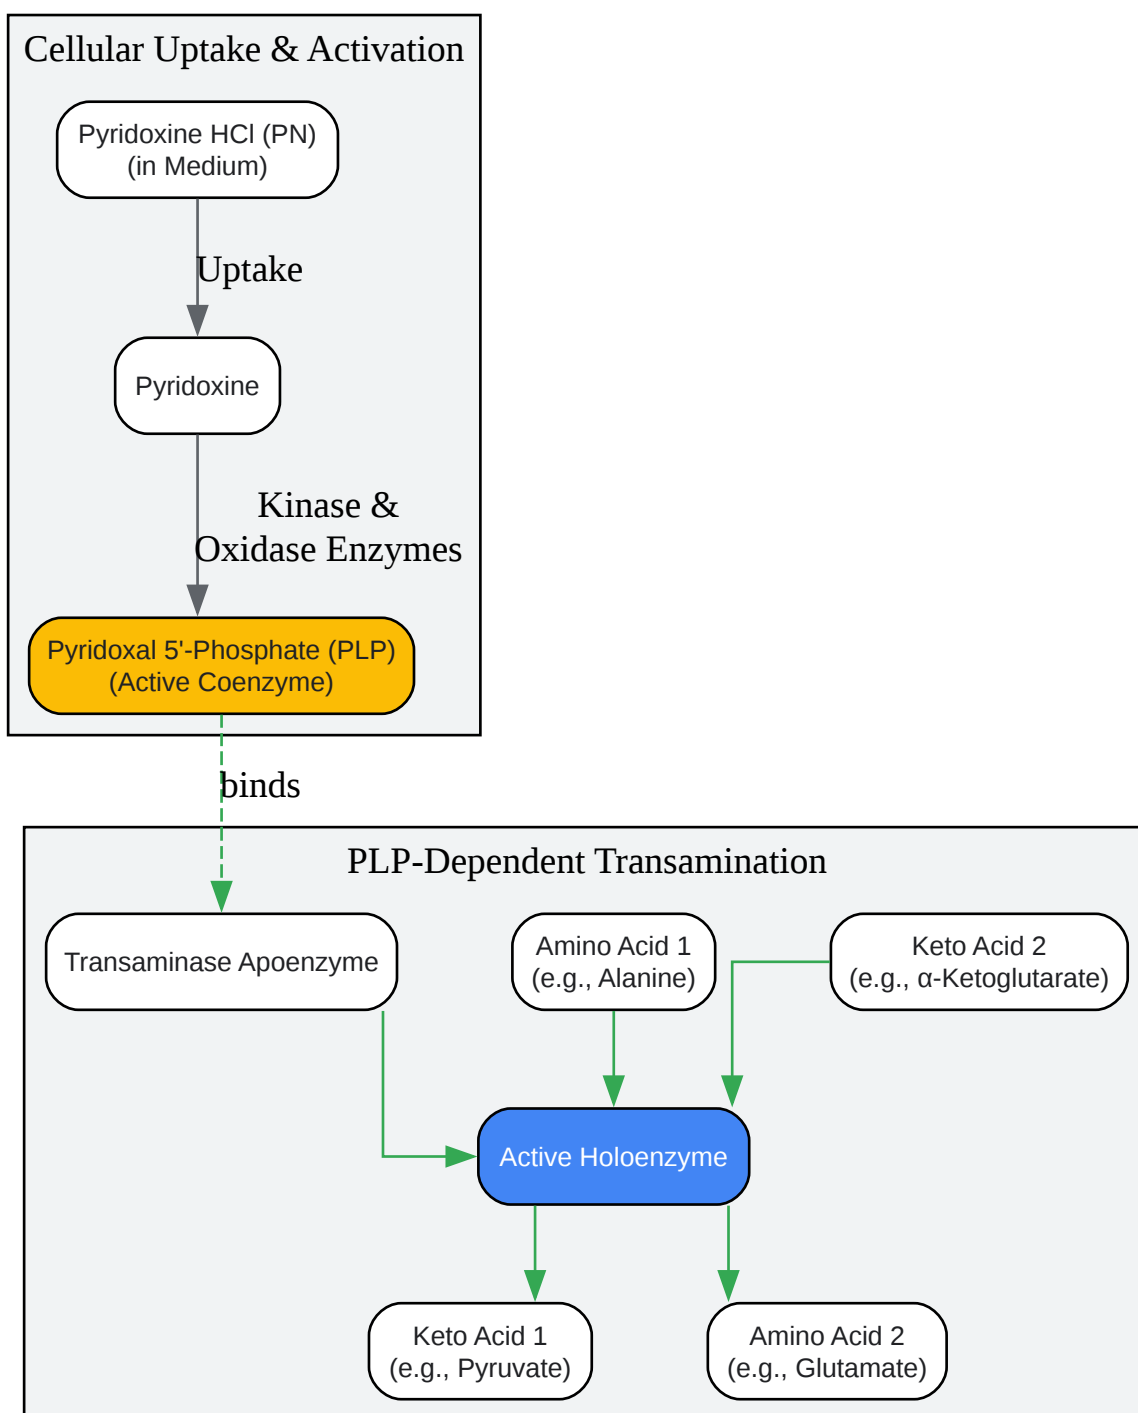 Cellular Uptake & Activation
Pyridoxine HCl (PN)
(in Medium)
Uptake
Pyridoxine
Kinase &
Oxidase Enzymes
Pyridoxal 5'-Phosphate (PLP)
(Active Coenzyme)
binds
PLP-Dependent Transamination
Transaminase Apoenzyme
Amino Acid 1
(e.g., Alanine)
Keto Acid 2
(e.g., α-Ketoglutarate)
Active Holoenzyme
Keto Acid 1
(e.g., Pyruvate)
Amino Acid 2
(e.g., Glutamate)